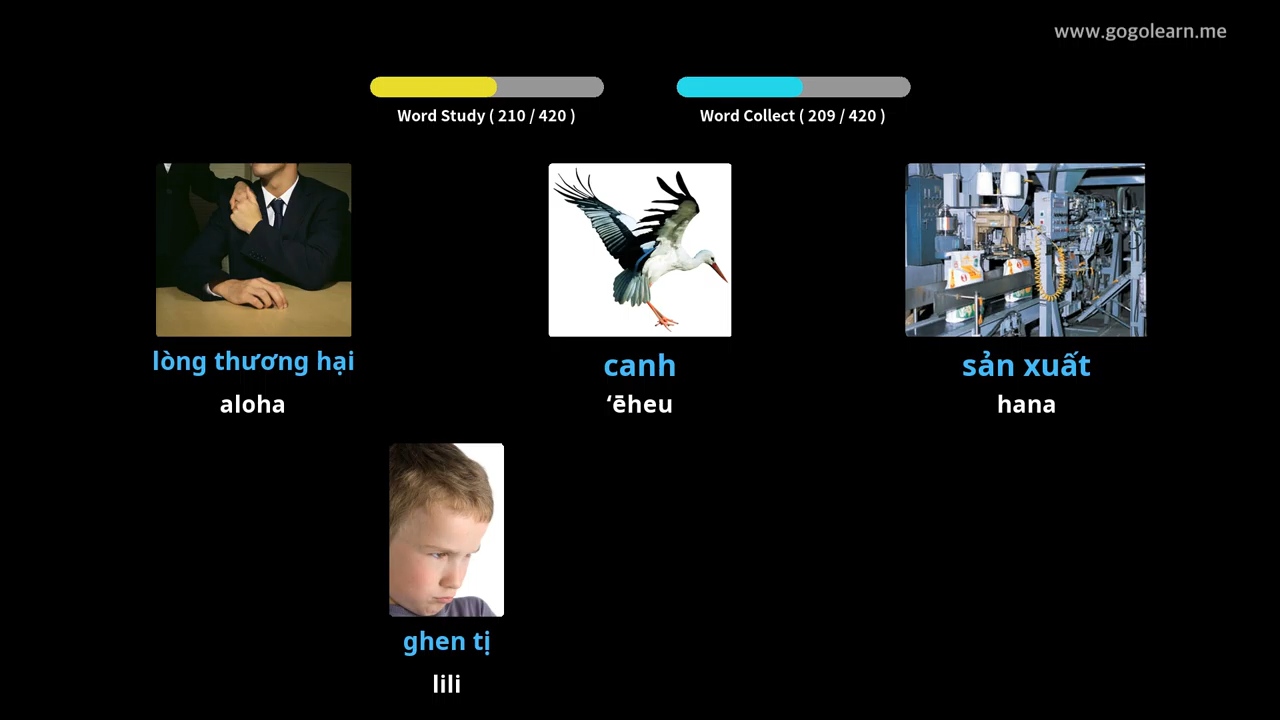 www.gogolearn.me
Word Study ( 210 / 420 )
Word Collect ( 209 / 420 )
lòng thương hại
canh
sản xuất
aloha
ʻēheu
hana
ghen tị
lili